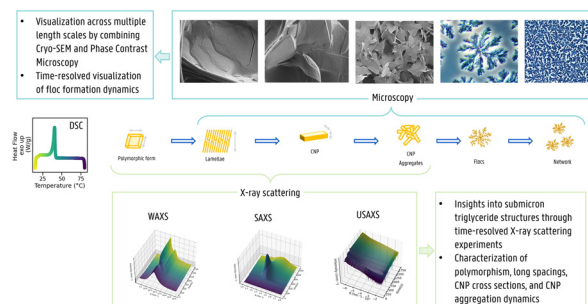 • Visualization across multiple
length scales by combining
Cryo-SEM and Phase Contrast
Microscopy
• Time-resolved visualization
of floc formation dynamics
Microscopy
DSC
Heat Flow
exo up
(W/g)
25 50 75
Temperature (°C)
Polymorphic form
Lamellae
CNP
CNP
Aggregates
Flocs
Network
X-ray scattering
WAXS
SAXS
USAXS
• Insights into submicron
triglyceride structures through
time-resolved X-ray scattering
experiments
• Characterization of
polymorphism, long spacings,
CNP cross sections, and CNP
aggregation dynamics